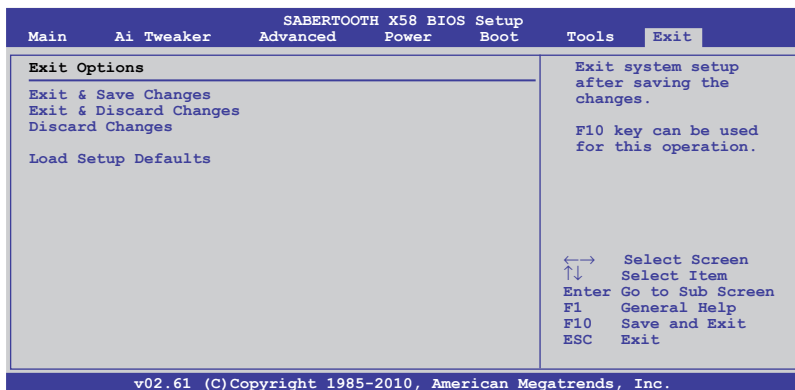 SABERTOOTH X58 BIOS Setup
Main Ai Tweaker Advanced Power Boot Tools Exit
Exit Options
Exit & Save Changes
Exit & Discard Changes
Discard Changes
Load Setup Defaults
Exit system setup
after saving the
changes.
F10 key can be used
for this operation.
←→ Select Screen
↑↓ Select Item
Enter Go to Sub Screen
F1 General Help
F10 Save and Exit
ESC Exit
v02.61 (C)Copyright 1985-2010, American Megatrends, Inc.